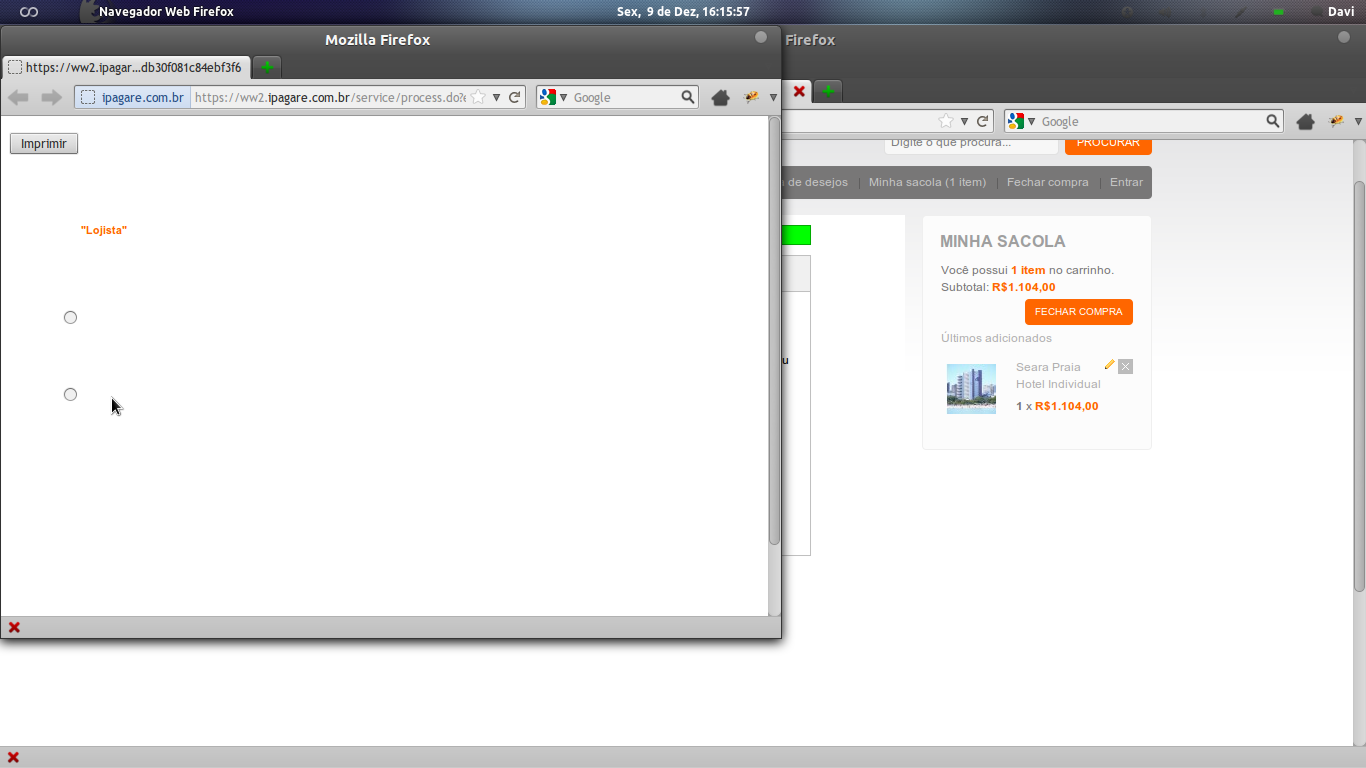 Navegador Web Firefox
Sex, 9 de Dez, 16:15:57
Davi
Mozilla Firefox
Firefox
https://ww2.ipagar...db30f081c84ebf3f6
ipagare.com.br
https://ww2.ipagare.com.br/service/process.do?
Google
Google
Imprimir
"Lojista"
Digite o que procura...
PROCURAR
de desejos
Minha sacola (1 item)
Fechar compra
Entrar
MINHA SACOLA
Você possui 1 item no carrinho.
Subtotal: R$1.104,00
FECHAR COMPRA
Últimos adicionados
Seara Praia
Hotel Individual
1 x R$1.104,00